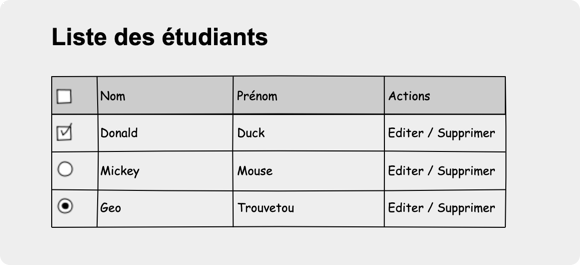 Liste des étudiants
Nom Prénom Actions
Donald Duck Editer / Supprimer
Mickey Mouse Editer / Supprimer
Geo Trouvetou Editer / Supprimer